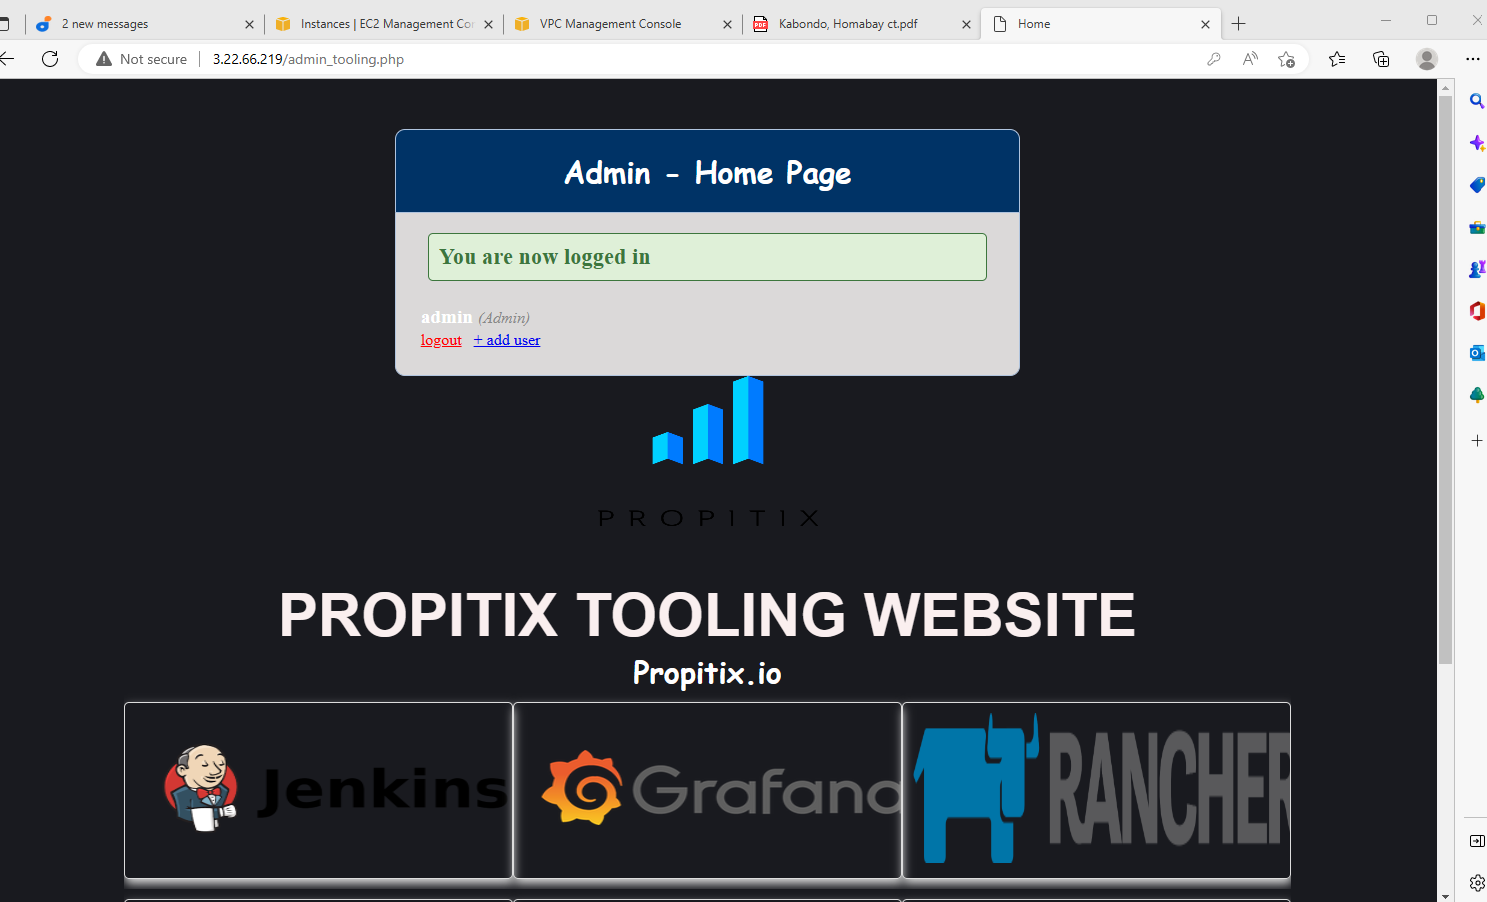 2 new messages
Instances | EC2 Management Co
VPC Management Console
PDF
Kabondo, Homabay ct.pdf
Home
Not secure
3.22.66.219/admin_tooling.php
Admin - Home Page
You are now logged in
admin (Admin)
logout + add user
PROPITIX
PROPITIX TOOLING WEBSITE
Propitix.io
Jenkins
Grafana
RANCHER